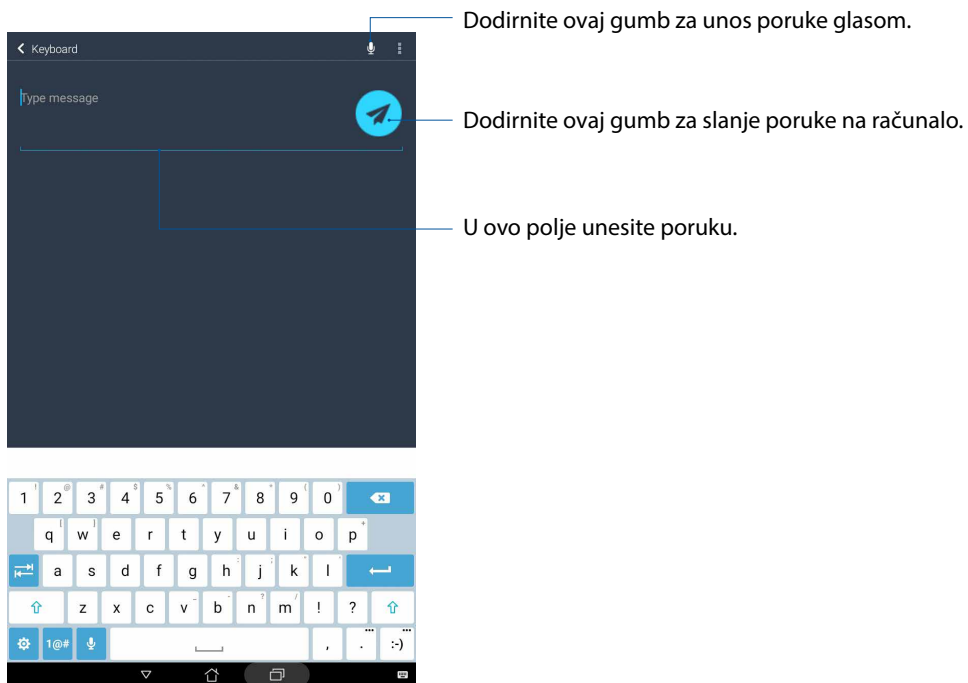 Dodirnite ovaj gumb za unos poruke glasom.
Keyboard
Type message
Dodirnite ovaj gumb za slanje poruke na računalo.
U ovo polje unesite poruku.
1 ! 2 @ 3 # 4 $ 5 % 6 ^ 7 & 8 * 9 ( 0 )
q [ w ] e r t y u i o p +
a s d f g h : j ; k " l '
z x c v - b · n ? m / ! ?
1@# , . ... :-) ...